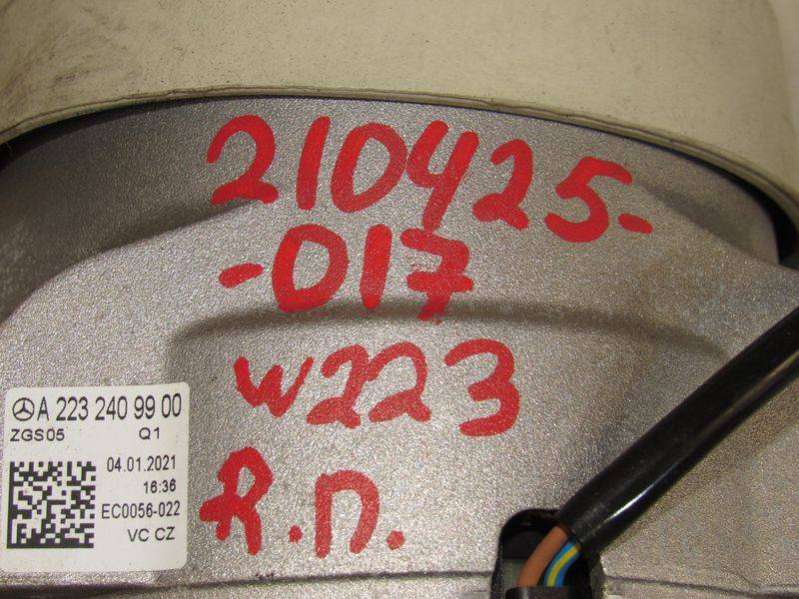 210425-
-017
W223
R.П.
A 223 240 99 00
ZGS05 Q1
04.01.2021
16:36
EC0056-022
VC CZ